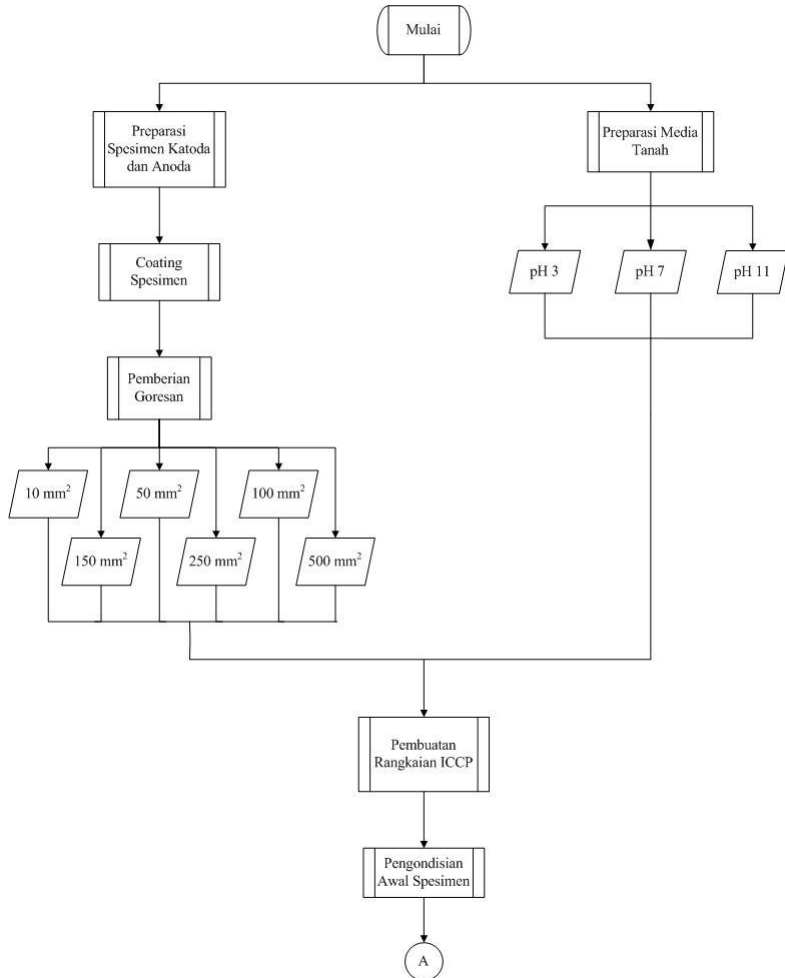 Mulai
Preparasi
Spesimen Katoda
dan Anoda
Preparasi Media
Tanah
Coating
Spesimen
pH 3
pH 7
pH 11
Pemberian
Goresan
10 mm²
50 mm²
100 mm²
150 mm²
250 mm²
500 mm²
Pembuatan
Rangkaian ICCP
Pengondisian
Awal Spesimen
A